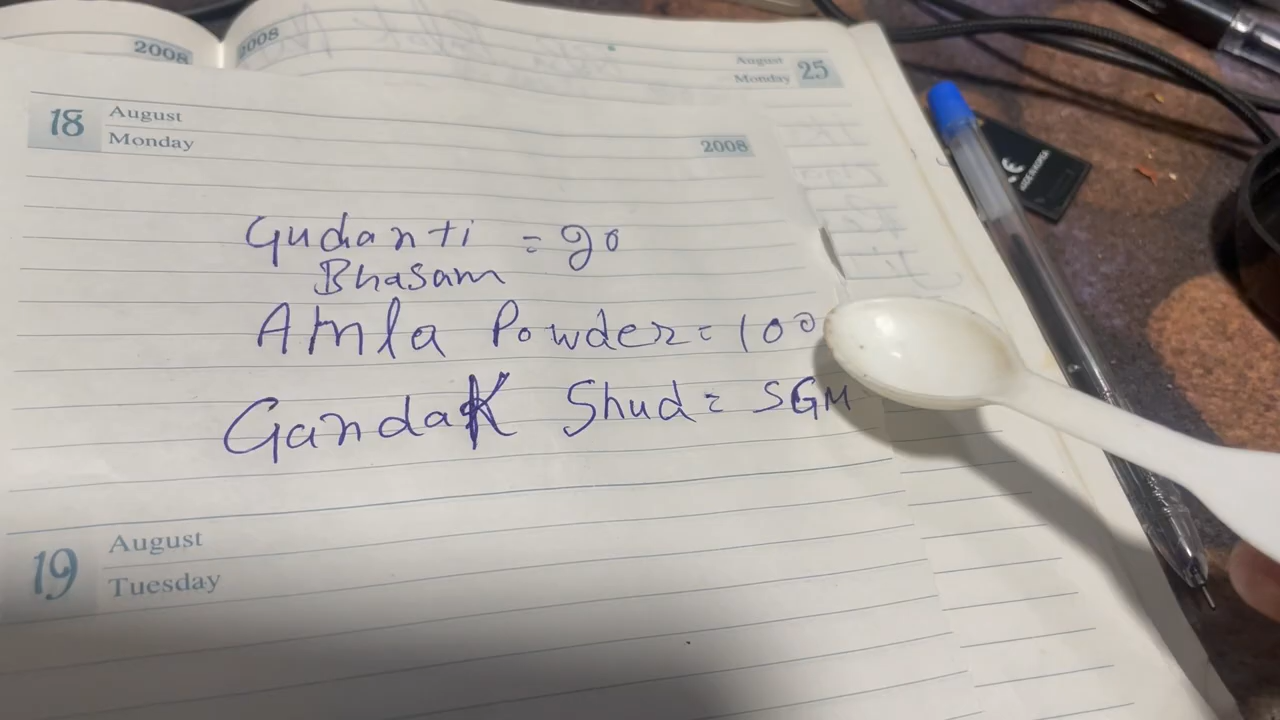 2008
2008
August
Monday 25
18 August
Monday
2008
Gudanti = 90
Bhasam
Amla Powder = 100
Gandak Shud = 5GM
19 August
Tuesday